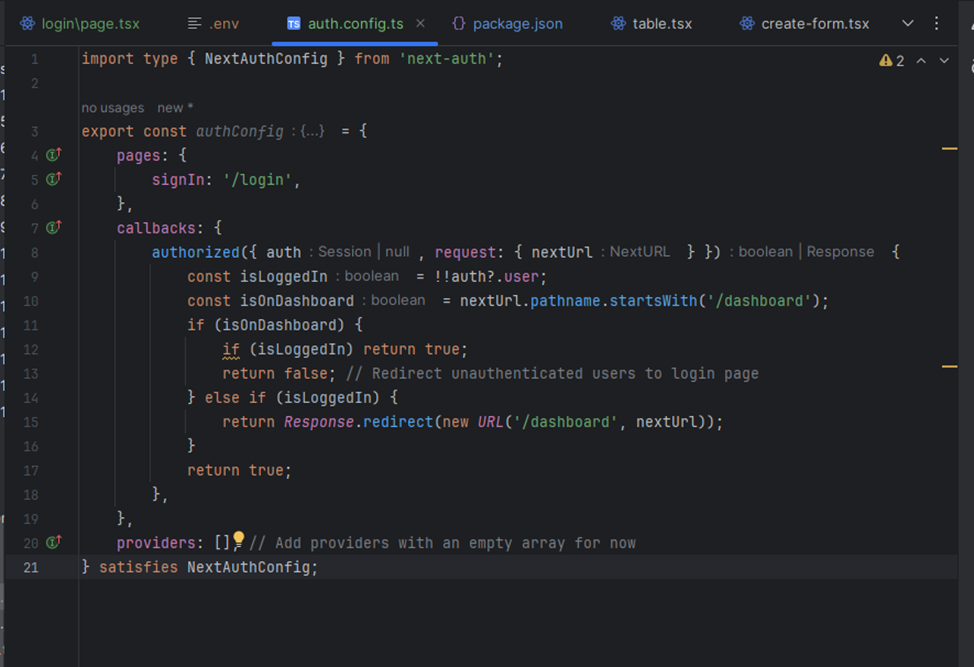 login\page.tsx .env auth.config.ts package.json table.tsx create-form.tsx
1 import type { NextAuthConfig } from 'next-auth'; 2
2
no usages new *
3 export const authConfig : {...} = {
4 pages: {
5 signIn: '/login',
6 },
7 callbacks: {
8 authorized({ auth : Session | null , request: { nextUrl : NextURL } }) : boolean | Response {
9 const isLoggedIn : boolean = !!auth?.user;
10 const isOnDashboard : boolean = nextUrl.pathname.startsWith('/dashboard');
11 if (isOnDashboard) {
12 if (isLoggedIn) return true;
13 return false; // Redirect unauthenticated users to login page
14 } else if (isLoggedIn) {
15 return Response.redirect(new URL('/dashboard', nextUrl));
16 }
17 return true;
18 },
19 },
20 providers: [], // Add providers with an empty array for now
21 } satisfies NextAuthConfig;